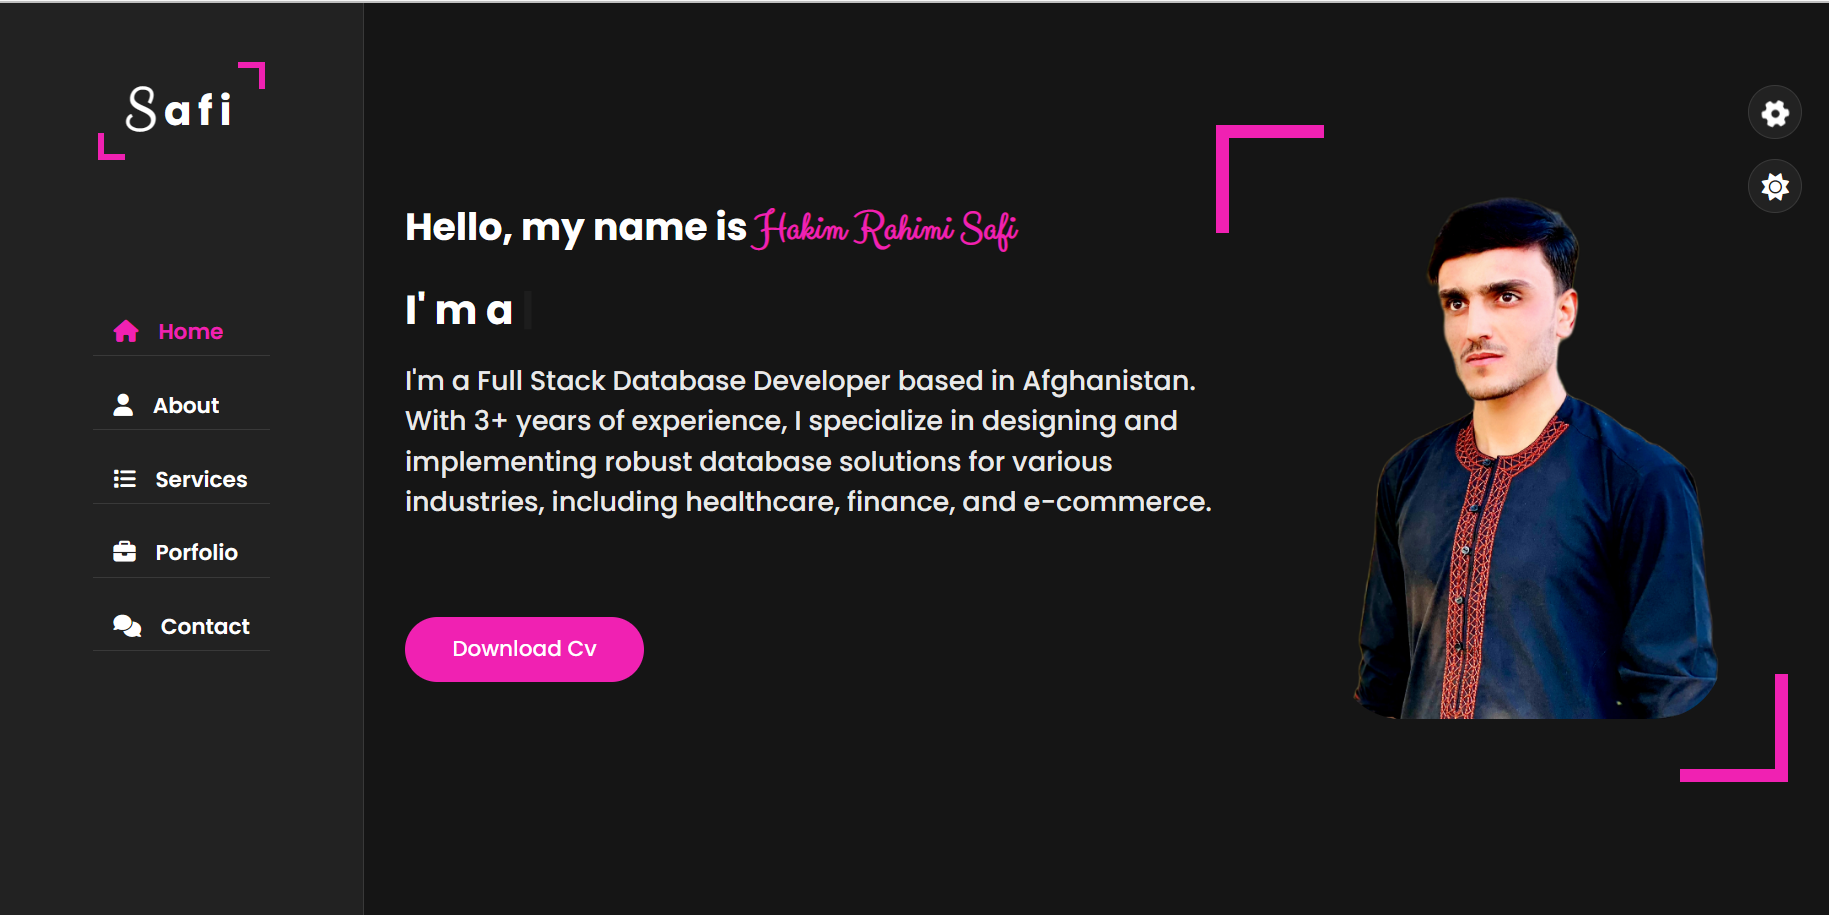 Safi
Home
About
Services
Porfolio
Contact
Hello, my name is Hakim Rahimi Safi
I' m a
I'm a Full Stack Database Developer based in Afghanistan.
With 3+ years of experience, I specialize in designing and
implementing robust database solutions for various
industries, including healthcare, finance, and e-commerce.
Download Cv